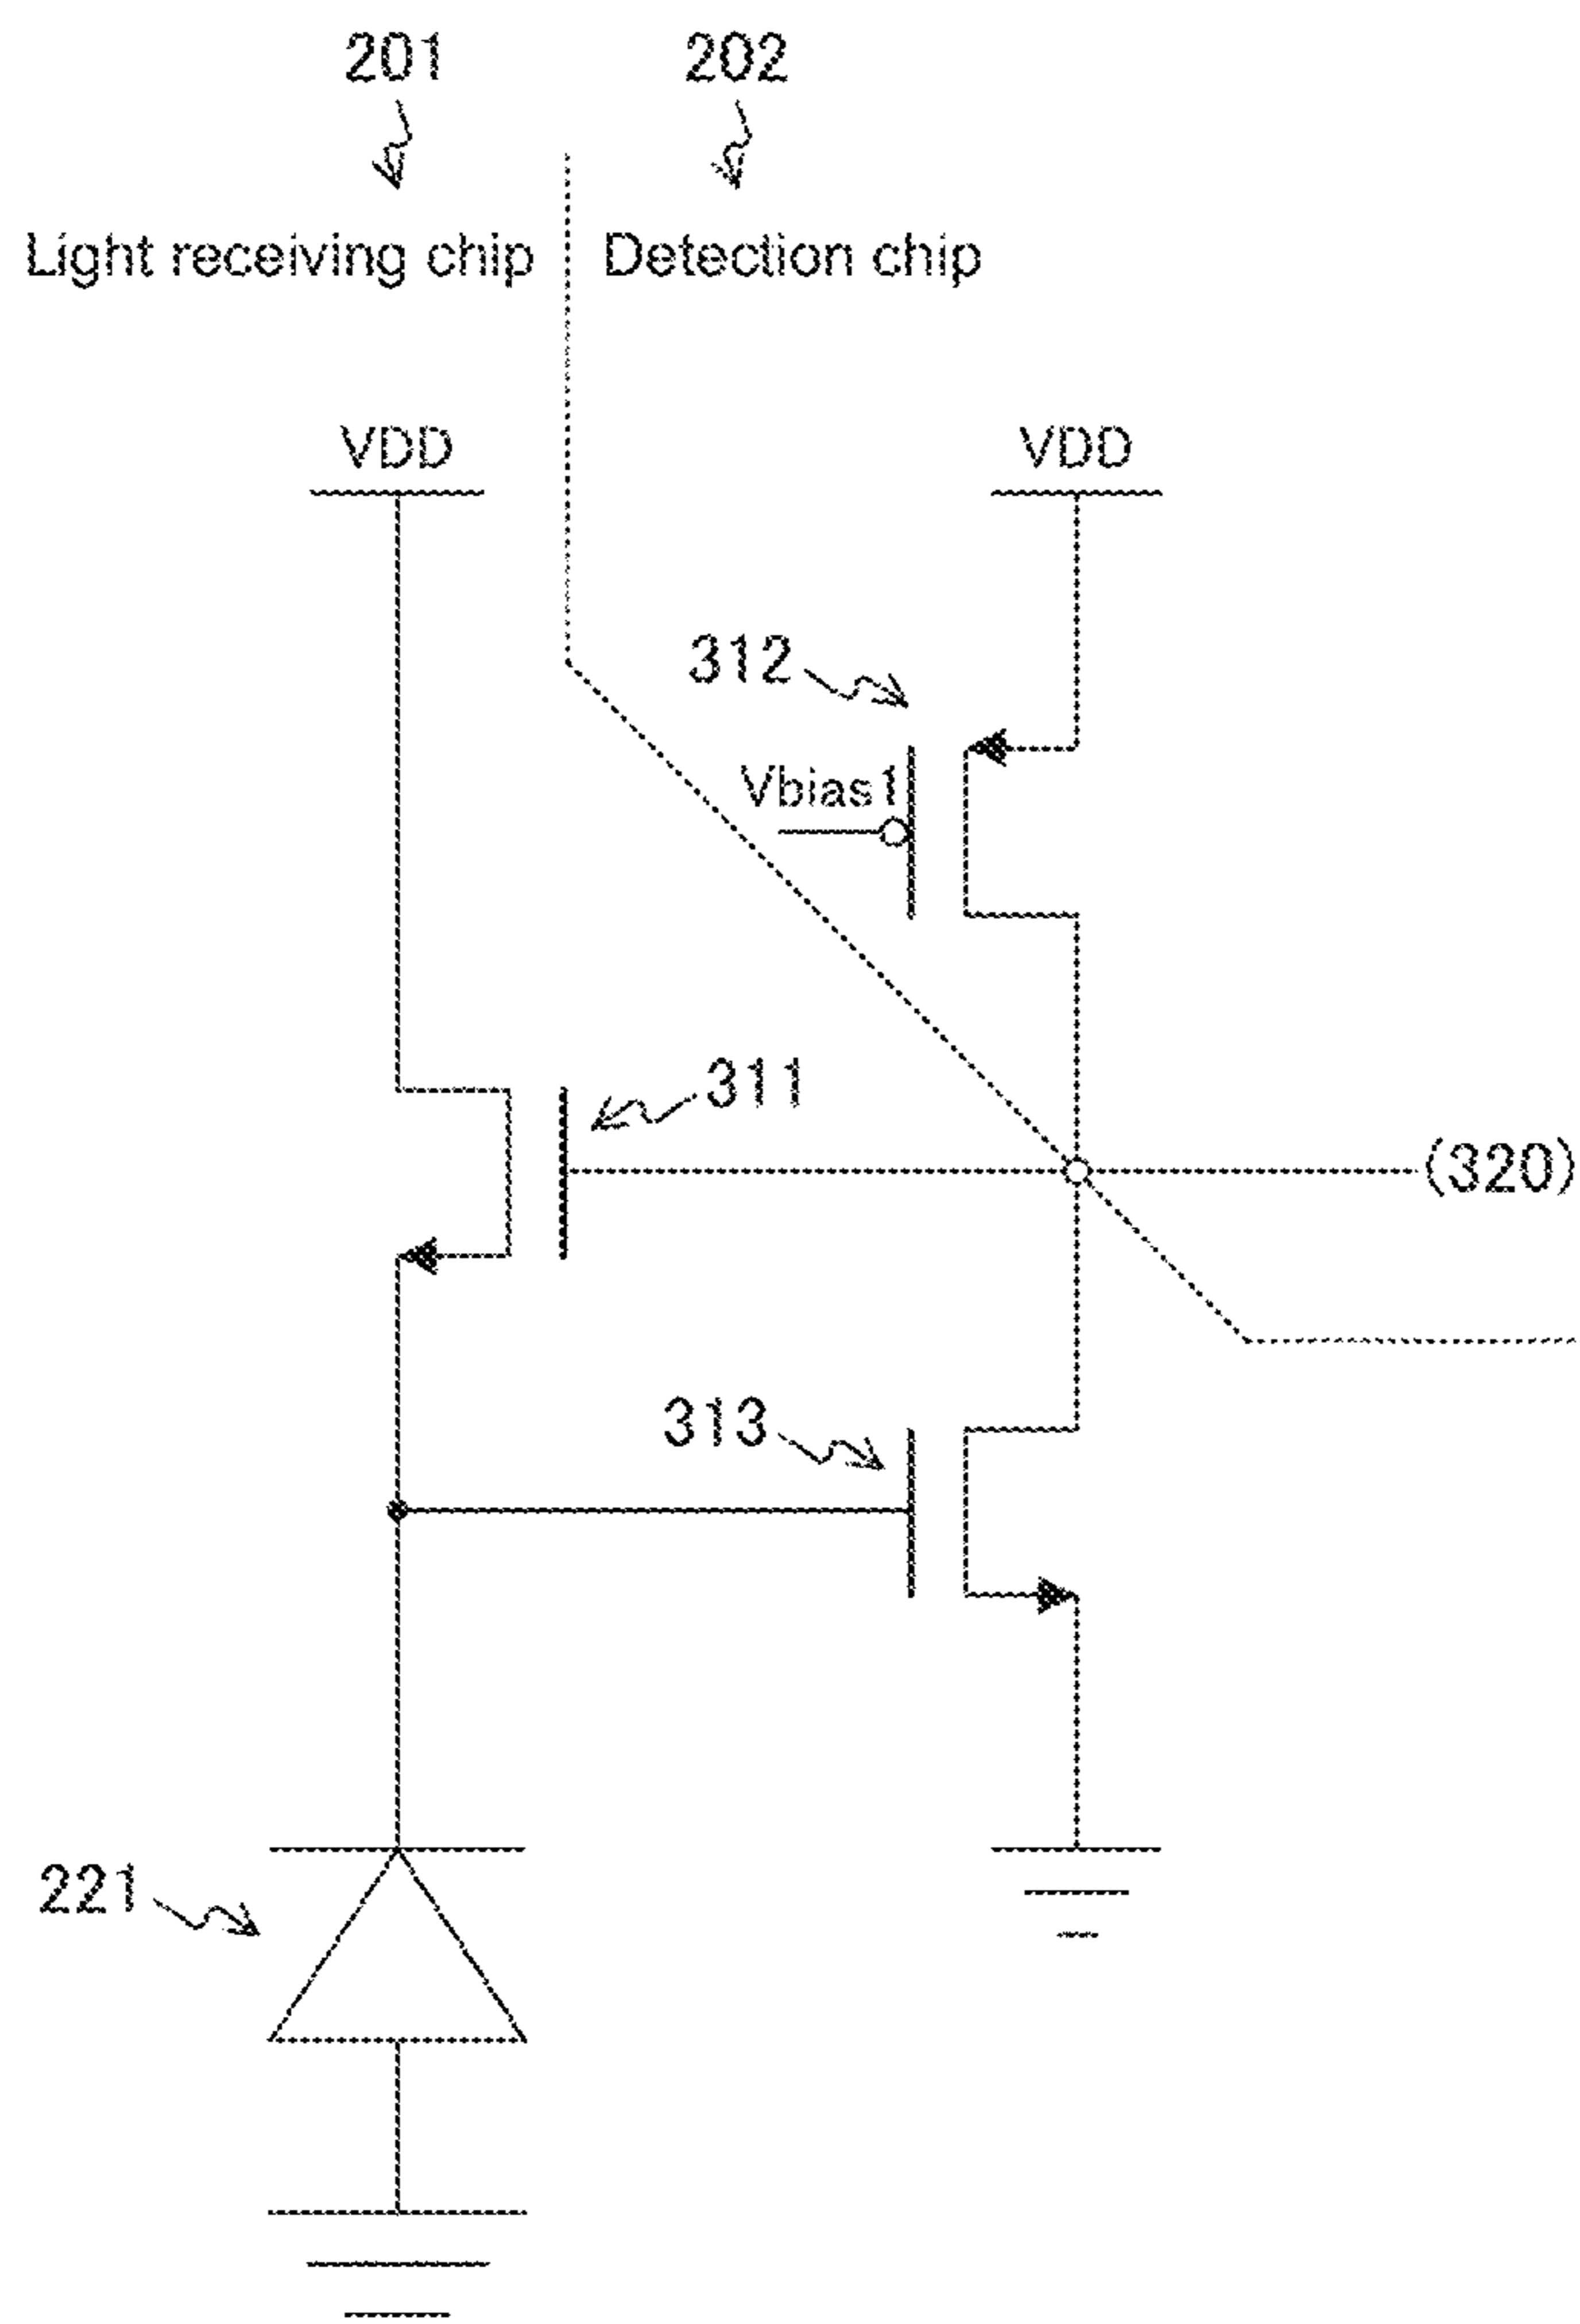 201
202
Light receiving chip
Detection chip
VDD
VDD
312
Vbias1
311
(320)
313
221